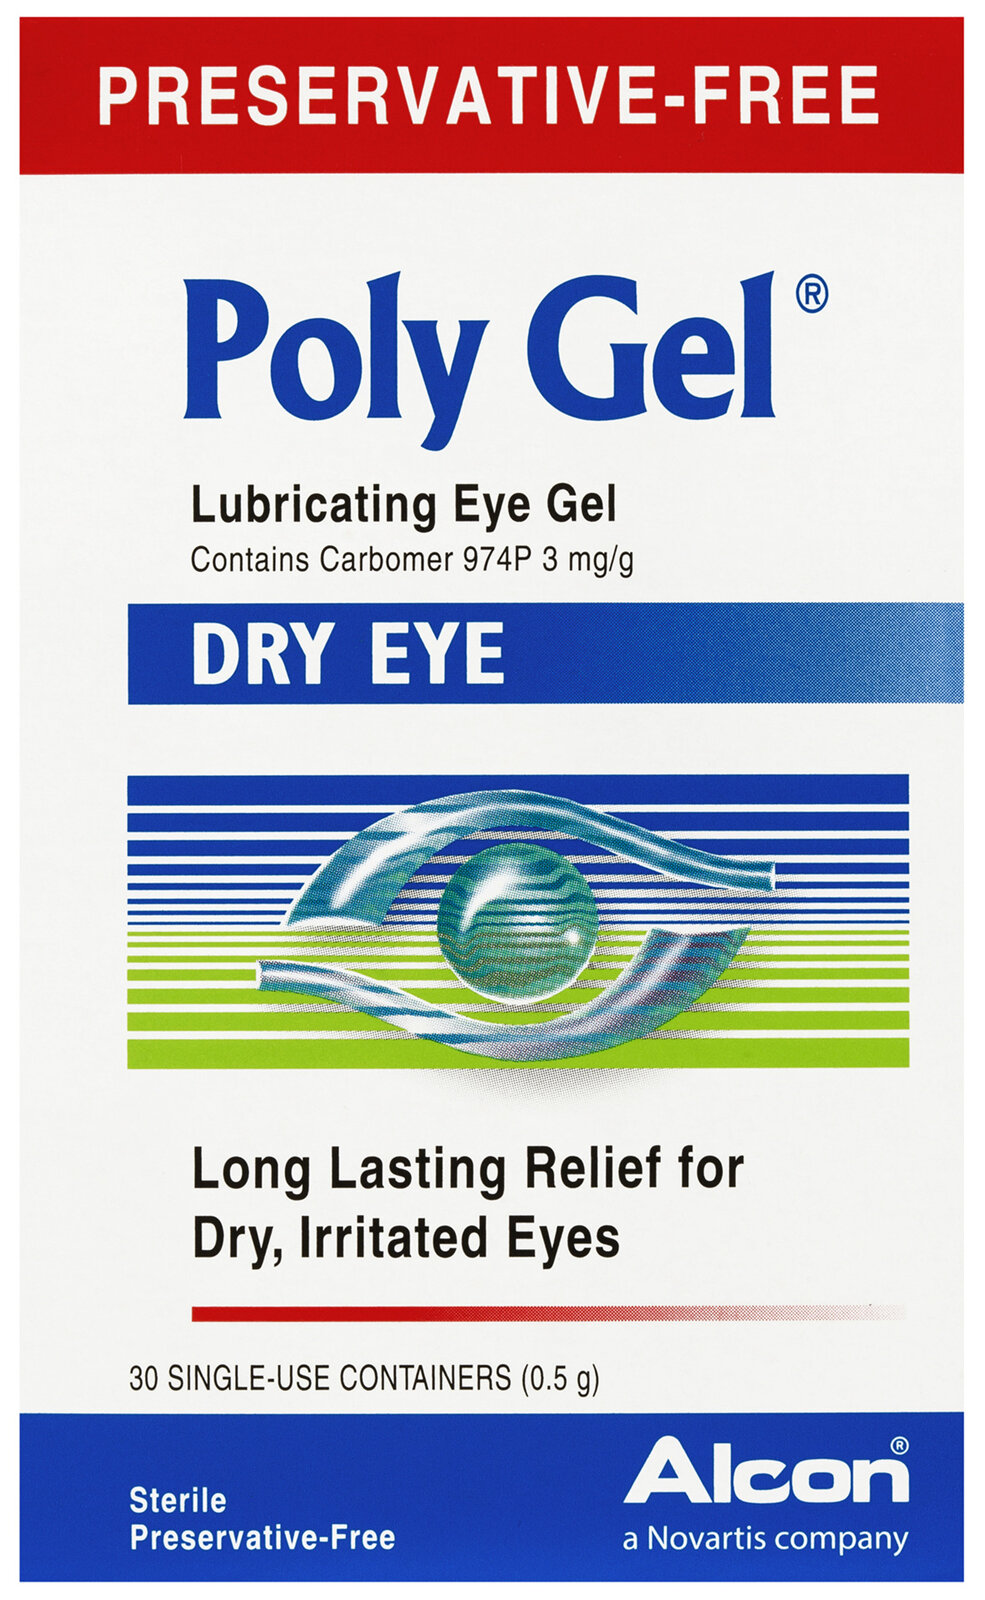 PRESERVATIVE-FREE
Poly Gel®
Lubricating Eye Gel
Contains Carbomer 974P 3 mg/g
DRY EYE
Long Lasting Relief for
Dry, Irritated Eyes
30 SINGLE-USE CONTAINERS (0.5 g)
Sterile
Preservative-Free
Alcon®
a Novartis company